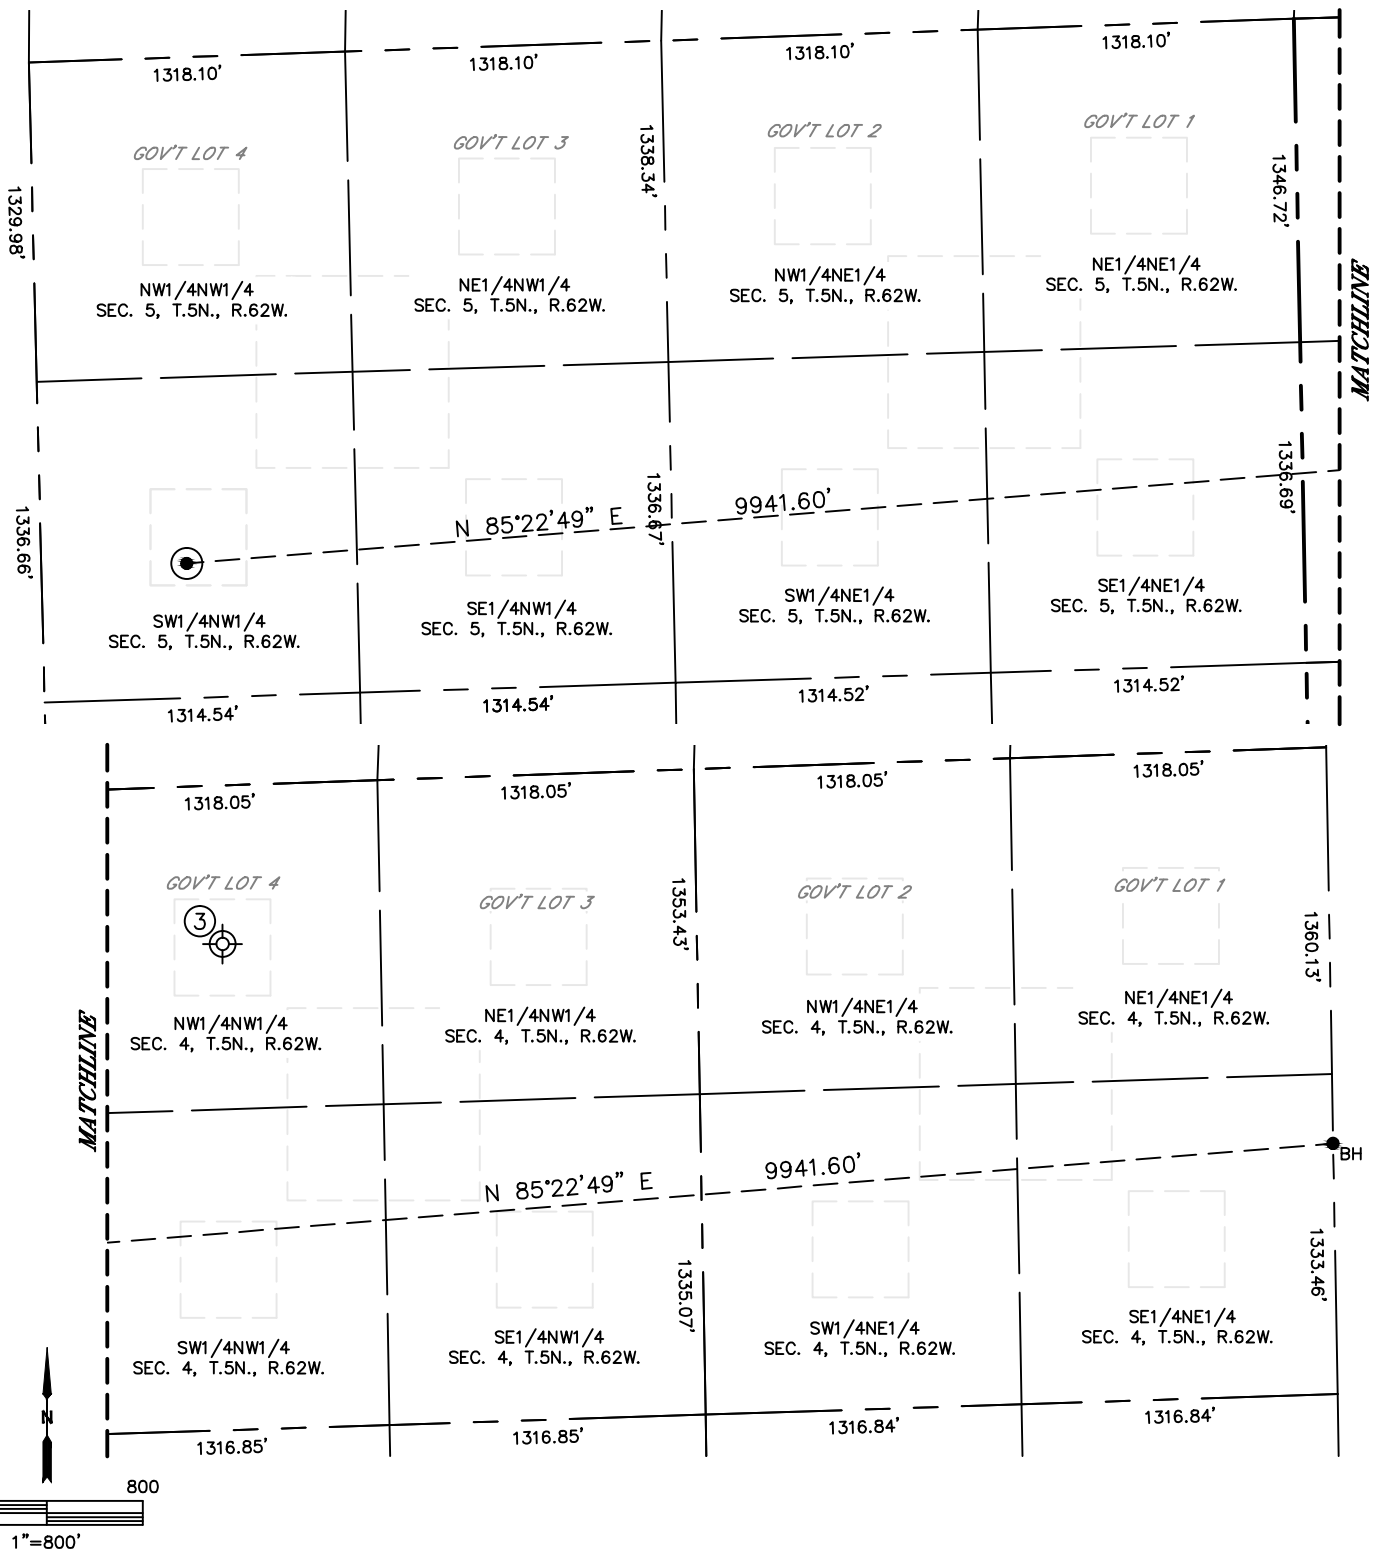 1318.10'
1318.10'
1318.10'
1318.10'
GOV'T LOT 4
GOV'T LOT 3
GOV'T LOT 2
GOV'T LOT 1
1329.98'
1338.34'
1346.72'
NW1/4NW1/4
SEC. 5, T.5N., R.62W.
NE1/4NW1/4
SEC. 5, T.5N., R.62W.
NW1/4NE1/4
SEC. 5, T.5N., R.62W.
NE1/4NE1/4
SEC. 5, T.5N., R.62W.
MATCHLINE
1336.66'
1336.67'
1336.69'
N 85°22'49" E 9941.60'
SW1/4NW1/4
SEC. 5, T.5N., R.62W.
SE1/4NW1/4
SEC. 5, T.5N., R.62W.
SW1/4NE1/4
SEC. 5, T.5N., R.62W.
SE1/4NE1/4
SEC. 5, T.5N., R.62W.
1314.54'
1314.54'
1314.52'
1314.52'
1318.05'
1318.05'
1318.05'
1318.05'
GOV'T LOT 4
GOV'T LOT 3
GOV'T LOT 2
GOV'T LOT 1
3
1353.43'
1360.13'
NW1/4NW1/4
SEC. 4, T.5N., R.62W.
NE1/4NW1/4
SEC. 4, T.5N., R.62W.
NW1/4NE1/4
SEC. 4, T.5N., R.62W.
NE1/4NE1/4
SEC. 4, T.5N., R.62W.
MATCHLINE
BH
N 85°22'49" E 9941.60'
1335.07'
1333.46'
SW1/4NW1/4
SEC. 4, T.5N., R.62W.
SE1/4NW1/4
SEC. 4, T.5N., R.62W.
SW1/4NE1/4
SEC. 4, T.5N., R.62W.
SE1/4NE1/4
SEC. 4, T.5N., R.62W.
N
1316.85'
1316.85'
1316.84'
1316.84'
800
1"=800'